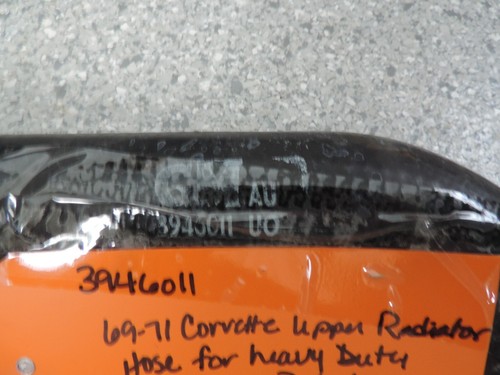 GM
AU
3946011 UO
3946011
69-71 Corvette Upper Radiator
Hose for heavy Duty